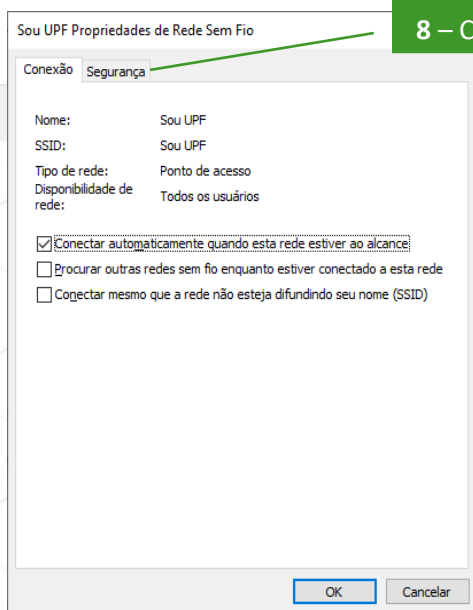 Sou UPF Propriedades de Rede Sem Fio
8 – C
Conexão Segurança
Nome: Sou UPF
SSID: Sou UPF
Tipo de rede: Ponto de acesso
Disponibilidade de
rede: Todos os usuários
Conectar automaticamente quando esta rede estiver ao alcance
Procurar outras redes sem fio enquanto estiver conectado a esta rede
Conectar mesmo que a rede não esteja difundindo seu nome (SSID)
OK Cancelar